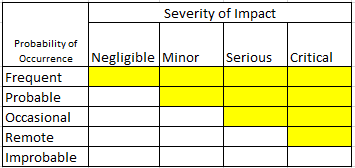 Severity of Impact
Probability of
Occurrence Negligible Minor Serious Critical
Frequent
Probable
Occasional
Remote
Improbable